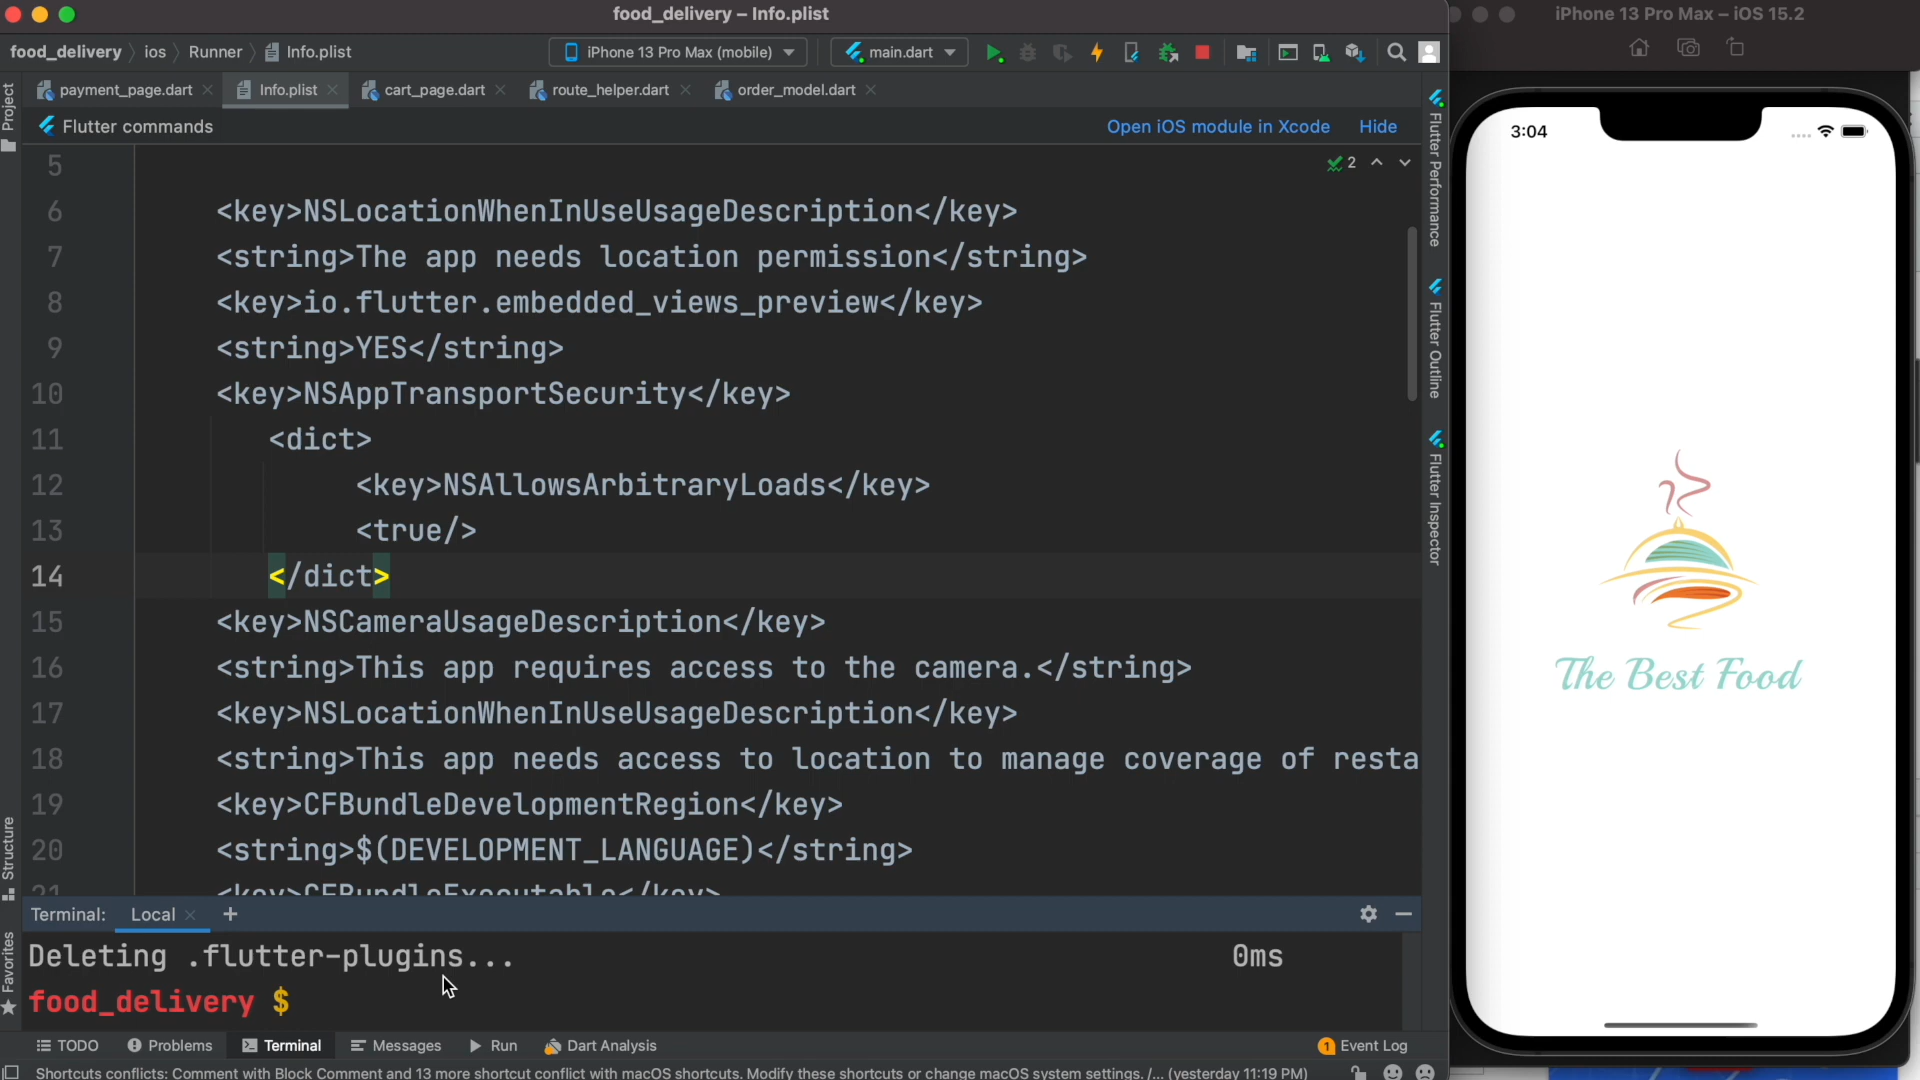 food_delivery – Info.plist
iPhone 13 Pro Max – iOS 15.2
food_delivery ios Runner Info.plist
iPhone 13 Pro Max (mobile)
main.dart
payment_page.dart
Info.plist
cart_page.dart
route_helper.dart
order_model.dart
Project
Flutter commands
Open iOS module in Xcode
Hide
2
5
6 <key>NSLocationWhenInUseUsageDescription</key>
7 <string>The app needs location permission</string>
8 <key>io.flutter.embedded_views_preview</key>
9 <string>YES</string>
10 <key>NSAppTransportSecurity</key>
11 <dict>
12 <key>NSAllowsArbitraryLoads</key>
13 <true/>
14 </dict>
15 <key>NSCameraUsageDescription</key>
16 <string>This app requires access to the camera.</string>
17 <key>NSLocationWhenInUseUsageDescription</key>
18 <string>This app needs access to location to manage coverage of resta
19 <key>CFBundleDevelopmentRegion</key>
20 <string>$(DEVELOPMENT_LANGUAGE)</string>
21 <key>CFBundleExecutable</key>
Structure
Favorites
Flutter Performance
Flutter Outline
Flutter Inspector
Terminal:
Local
Deleting .flutter-plugins... 0ms
food_delivery $
TODO
Problems
Terminal
Messages
Run
Dart Analysis
1 Event Log
Shortcuts conflicts: Comment with Block Comment and 13 more shortcut conflict with macOS shortcuts. Modify these shortcuts or change macOS system settings. /... (yesterday 11:19 PM)
3:04
The Best Food